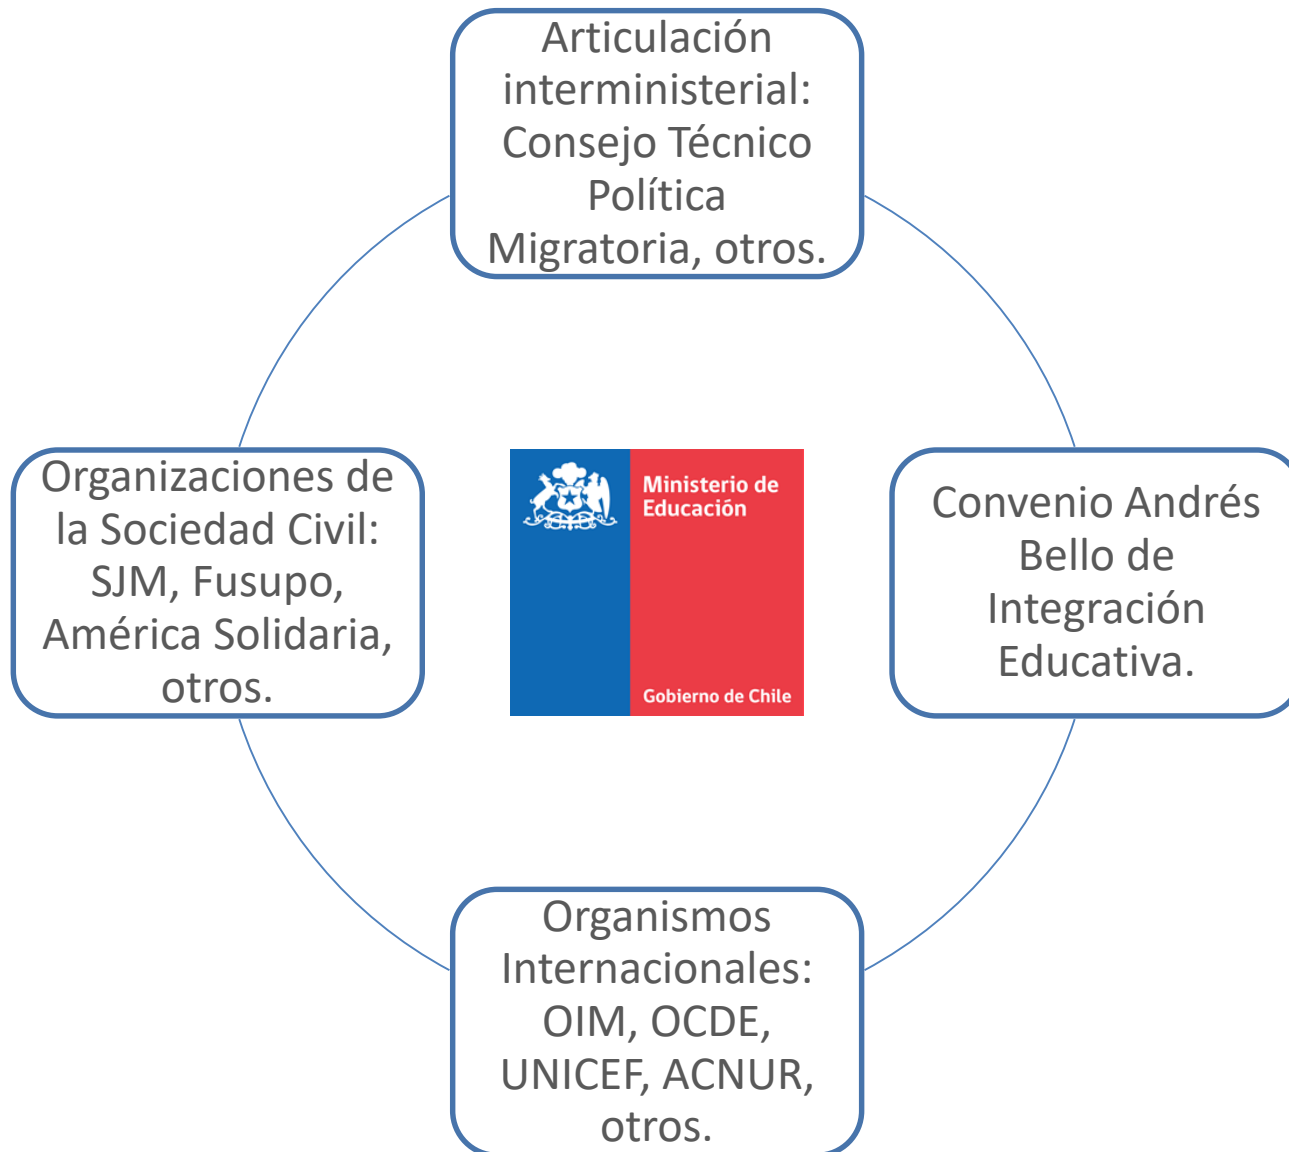 Articulación
interministerial:
Consejo Técnico
Política
Migratoria, otros.
Organizaciones de
la Sociedad Civil:
SJM, Fusupo,
América Solidaria,
otros.
Ministerio de
Educación
Gobierno de Chile
Convenio Andrés
Bello de
Integración
Educativa.
Organismos
Internacionales:
OIM, OCDE,
UNICEF, ACNUR,
otros.